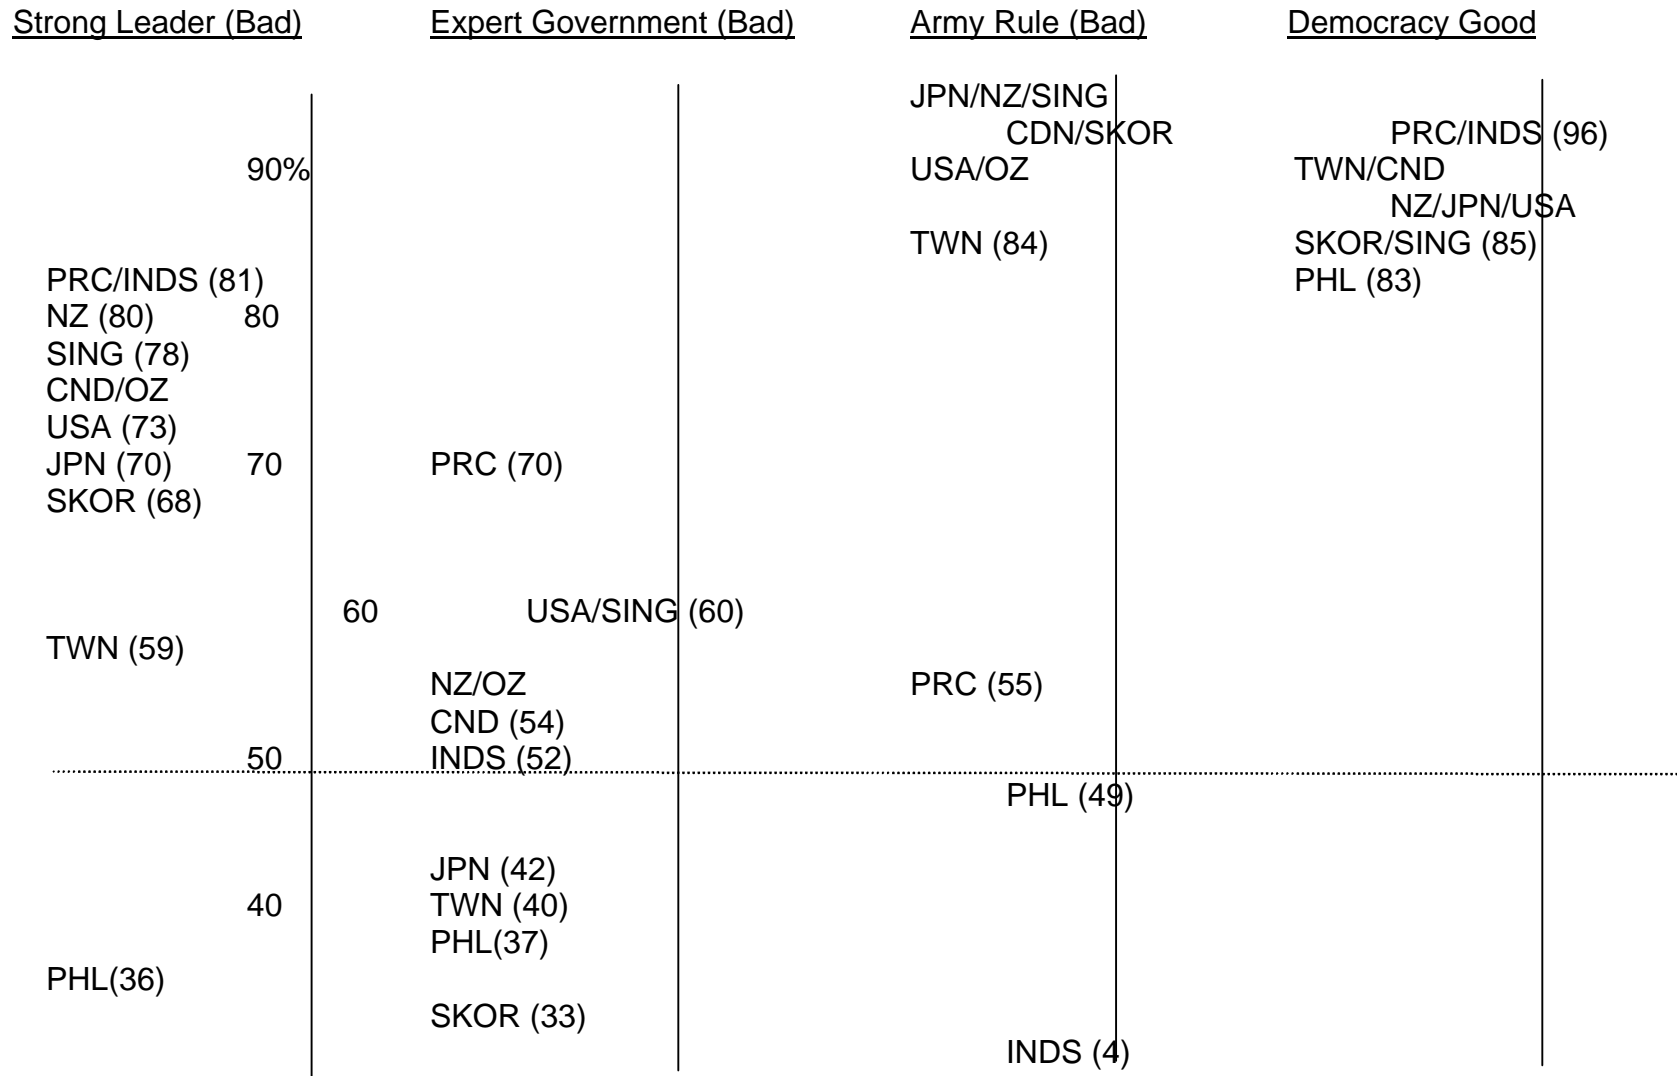 Strong Leader (Bad) Expert Government (Bad) Army Rule (Bad) Democracy Good
JPN/NZ/SING
CDN/SKOR PRC/INDS (96)
90% USA/OZ TWN/CND
NZ/JPN/USA
TWN (84) SKOR/SING (85)
PRC/INDS (81) PHL (83)
NZ (80) 80
SING (78)
CND/OZ
USA (73)
JPN (70) 70 PRC (70)
SKOR (68)
60 USA/SING (60)
TWN (59)
NZ/OZ PRC (55)
CND (54)
50 INDS (52)
PHL (49)
JPN (42)
40 TWN (40)
PHL(37)
PHL(36)
SKOR (33)
INDS (4)